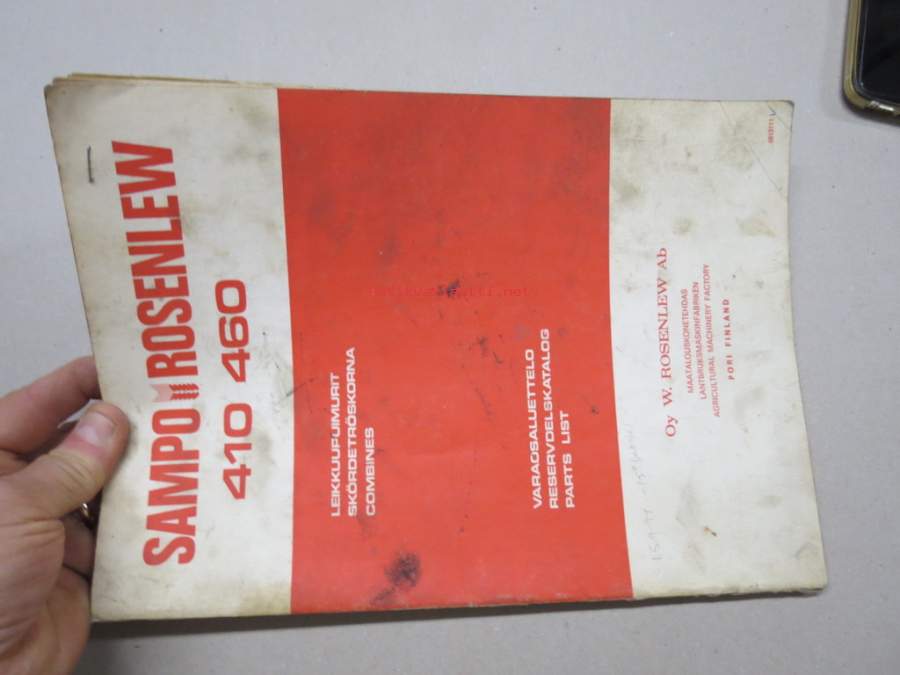 SAMPO ROSENLEW
410 460
LEIKKUUPUIMURIT
SKÖRDETRÖSKORNA
COMBINES
VARAOSALUETTELO
RESERVDELSKATALOG
PARTS LIST
Oy W. ROSENLEW Ab
MAATALOUSKONETEHDAS
LANTBRUKSMASKINFABRIKEN
AGRICULTURAL MACHINERY FACTORY
PORI FINLAND